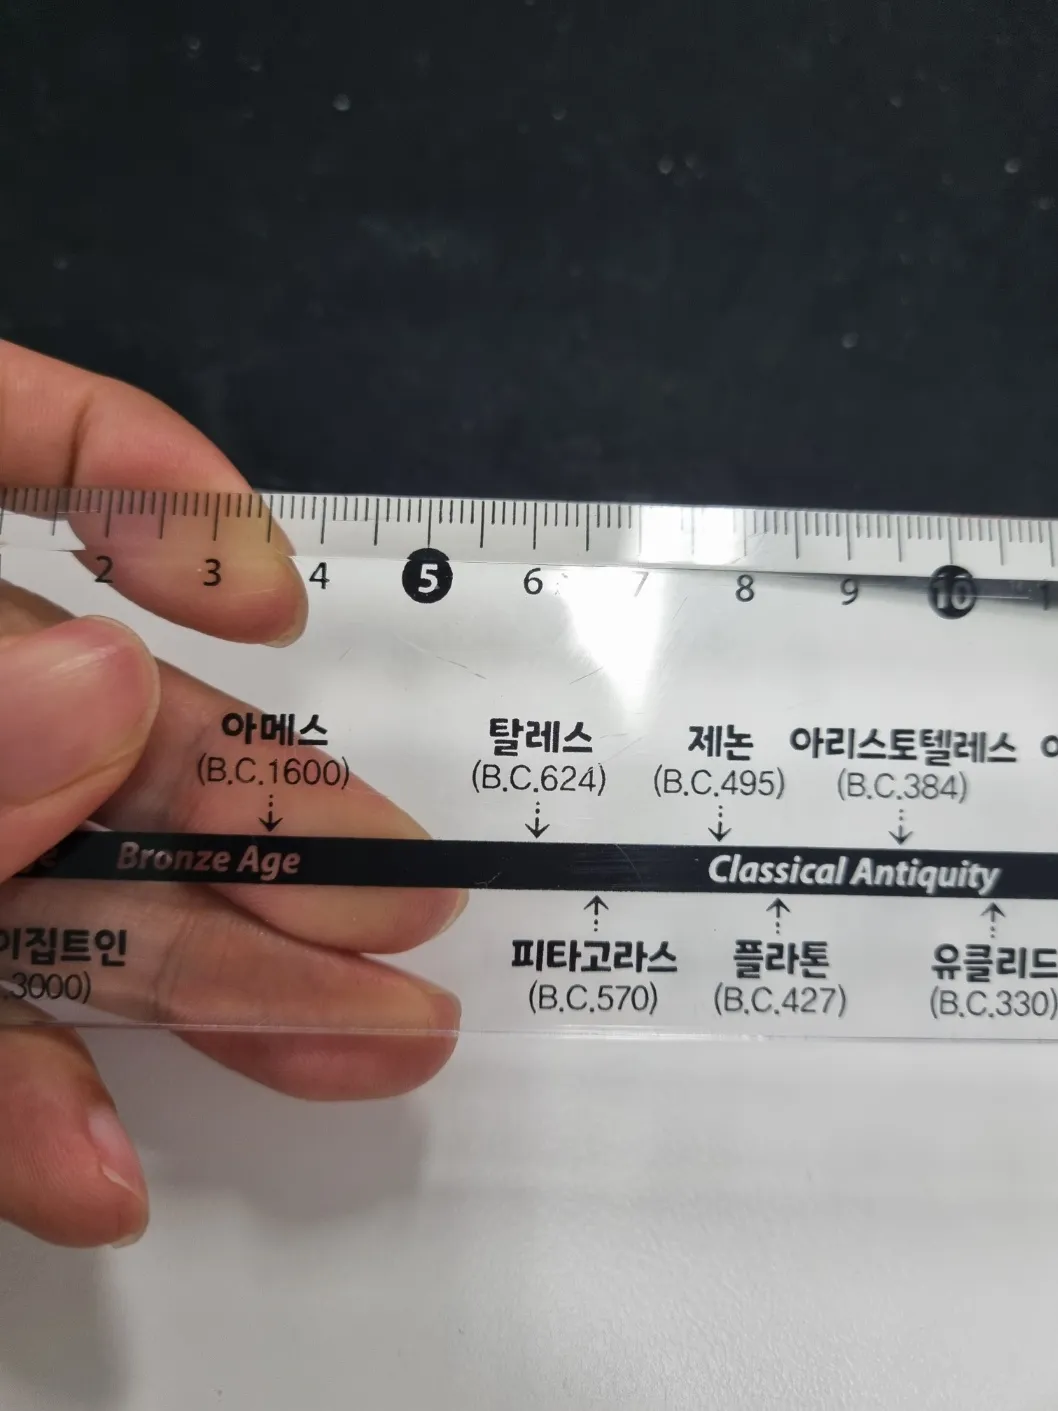 2 3 4 5 6 7 8 9 10
아메스 탈레스 제논 아리스토텔레스
(B.C.1600) (B.C.624) (B.C.495) (B.C.384)
Bronze Age Classical Antiquity
이집트인 피타고라스 플라톤 유클리드
.3000) (B.C.570) (B.C.427) (B.C.330)